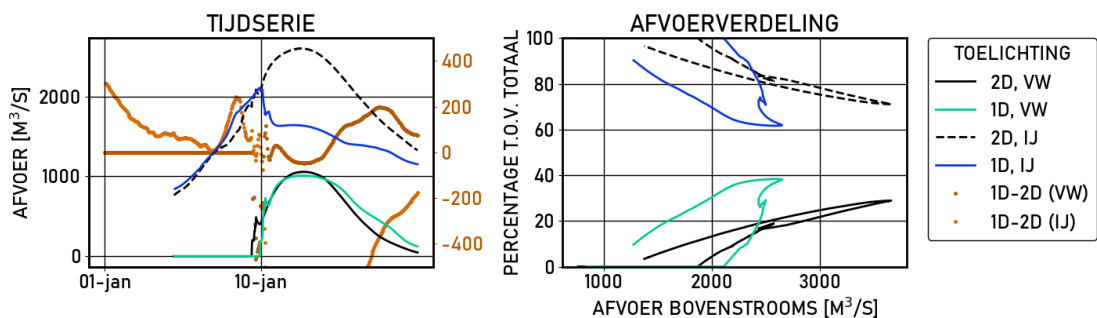 TIJDSERIE
AFVOERVERDELING
AFVOER [M³/S]
2000
1000
0
400
200
0
-200
-400
01-jan
10-jan
PERCENTAGE T.O.V. TOTAAL
100
80
60
40
20
0
1000
2000
3000
AFVOER BOVENSTROOMS [M³/S]
TOELICHTING
2D, VW
1D, VW
2D, IJ
1D, IJ
1D-2D (VW)
1D-2D (IJ)